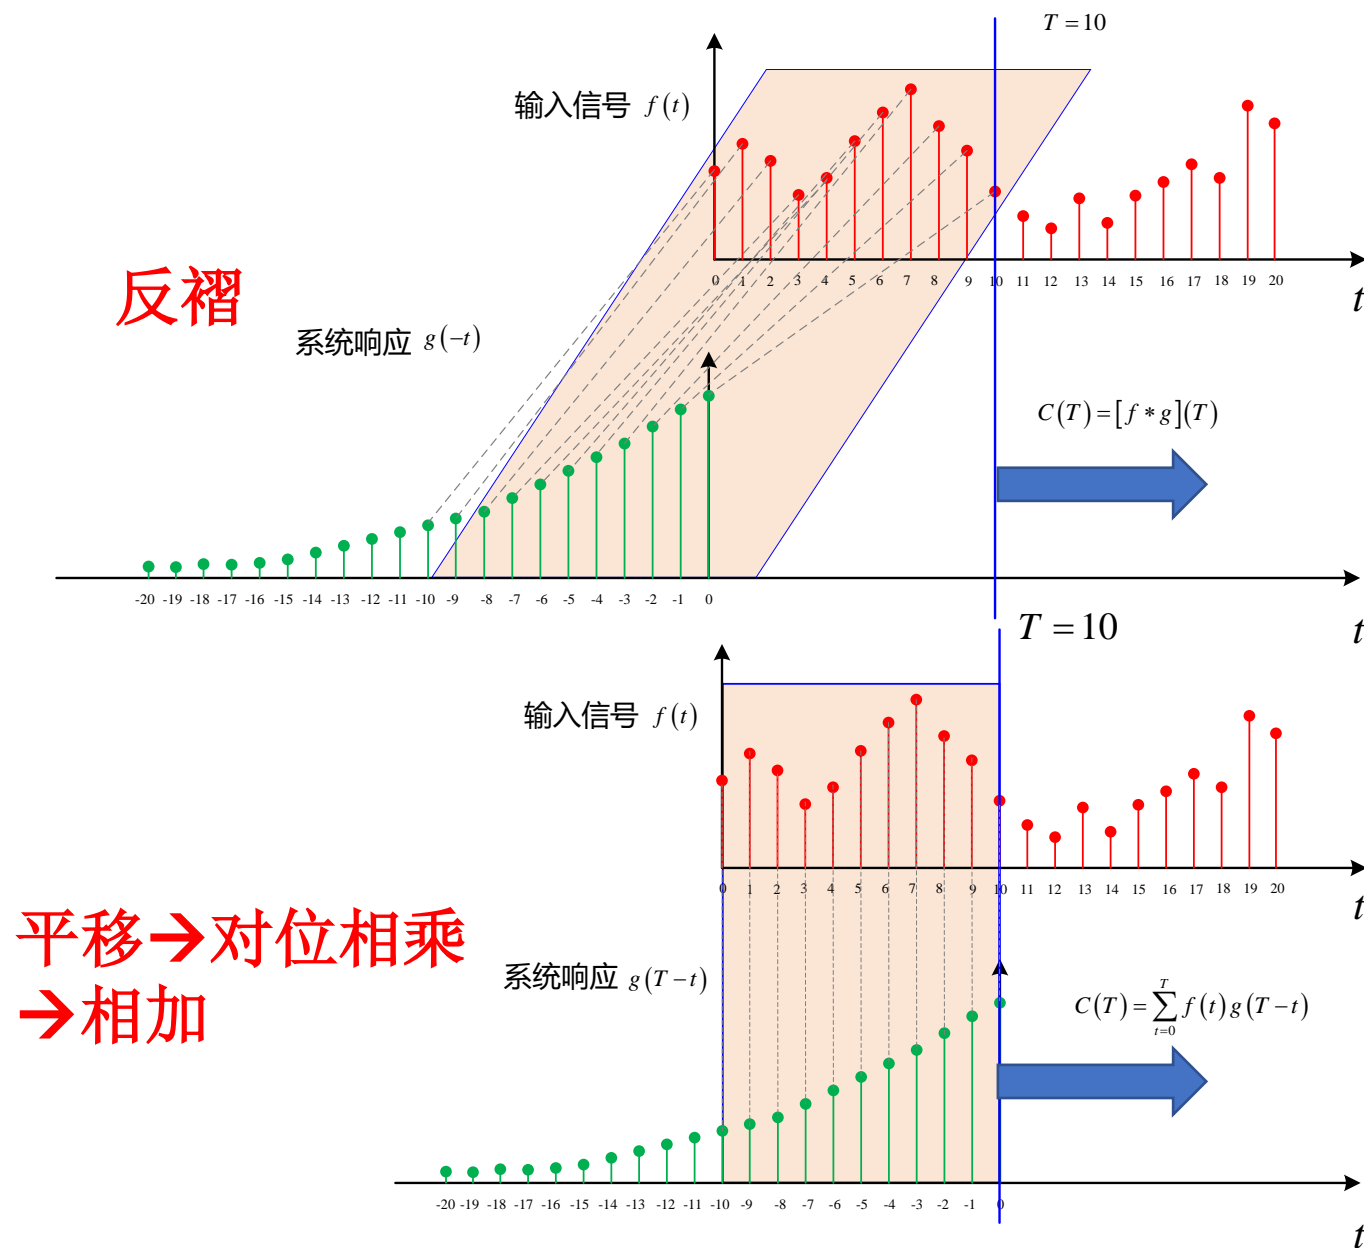 T = 10
输入信号 f(t)
0 1 2 3 4 5 6 7 8 9 10 11 12 13 14 15 16 17 18 19 20
t
反褶
系统响应 g(-t)
C(T)=[f*g](T)
-20 -19 -18 -17 -16 -15 -14 -13 -12 -11 -10 -9 -8 -7 -6 -5 -4 -3 -2 -1 0
t
T = 10
输入信号 f(t)
0 1 2 3 4 5 6 7 8 9 10 11 12 13 14 15 16 17 18 19 20
t
平移→对位相乘
→相加
系统响应 g(T-t)
C(T)=∑_{t=0}^{T} f(t)g(T-t)
-20 -19 -18 -17 -16 -15 -14 -13 -12 -11 -10 -9 -8 -7 -6 -5 -4 -3 -2 -1 0
t